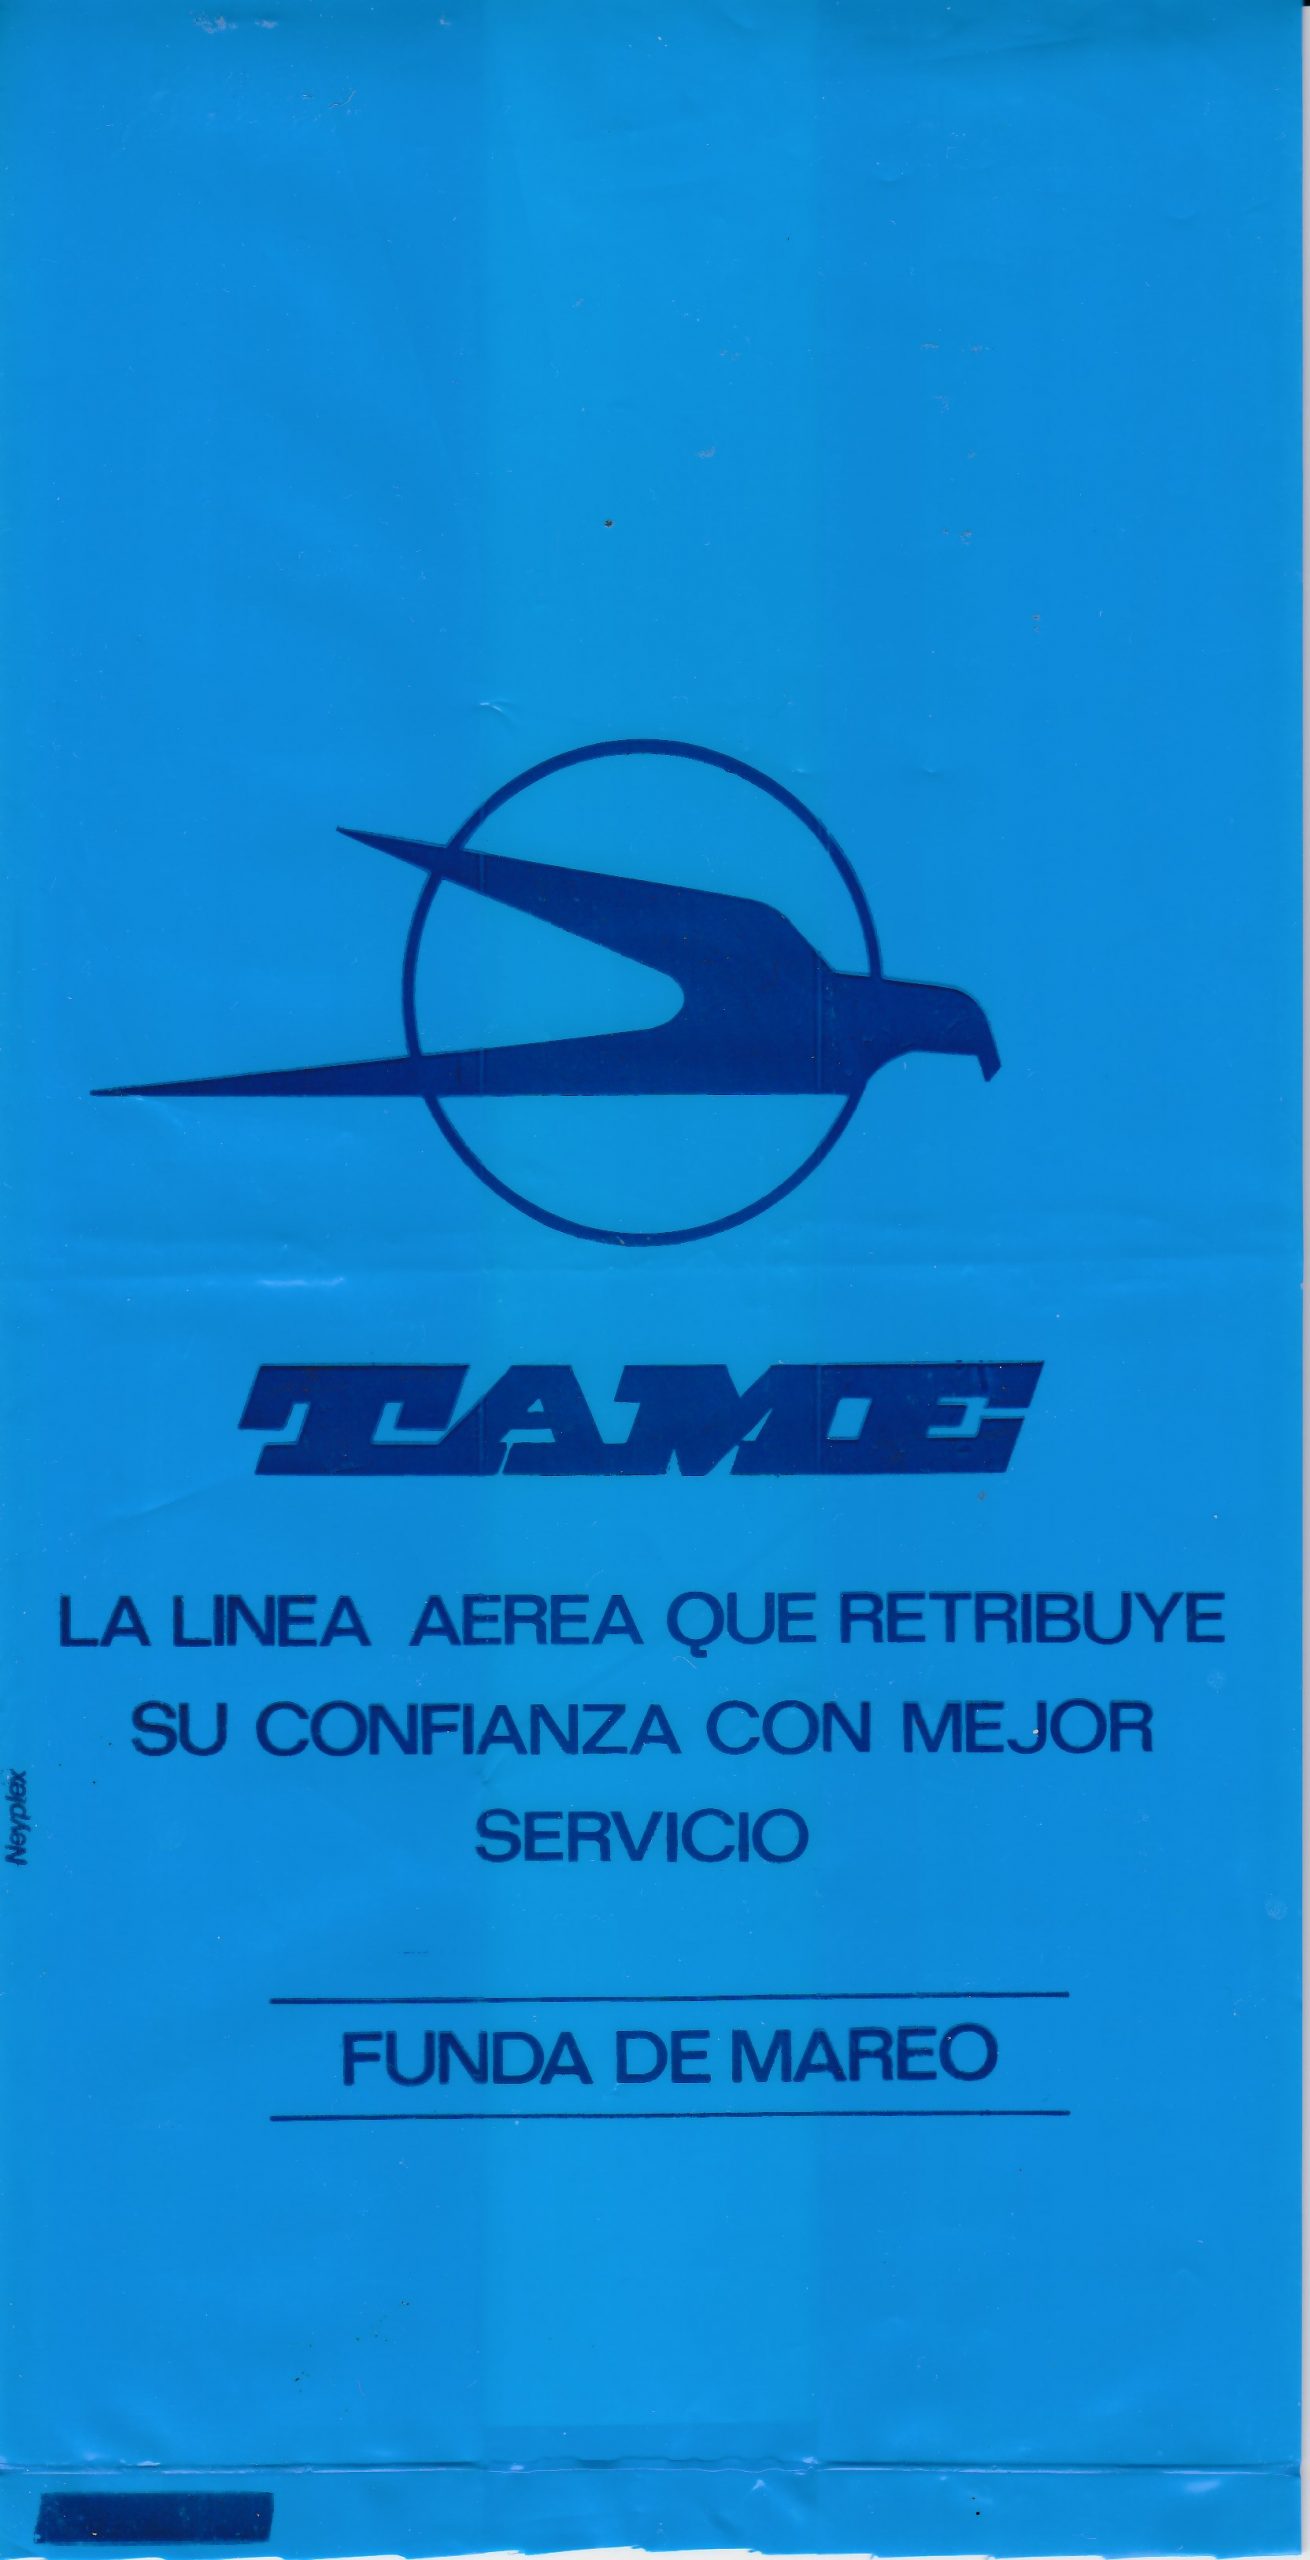 TAME
LA LINEA AEREA QUE RETRIBUYE
SU CONFIANZA CON MEJOR
SERVICIO
Neyplex
FUNDA DE MAREO